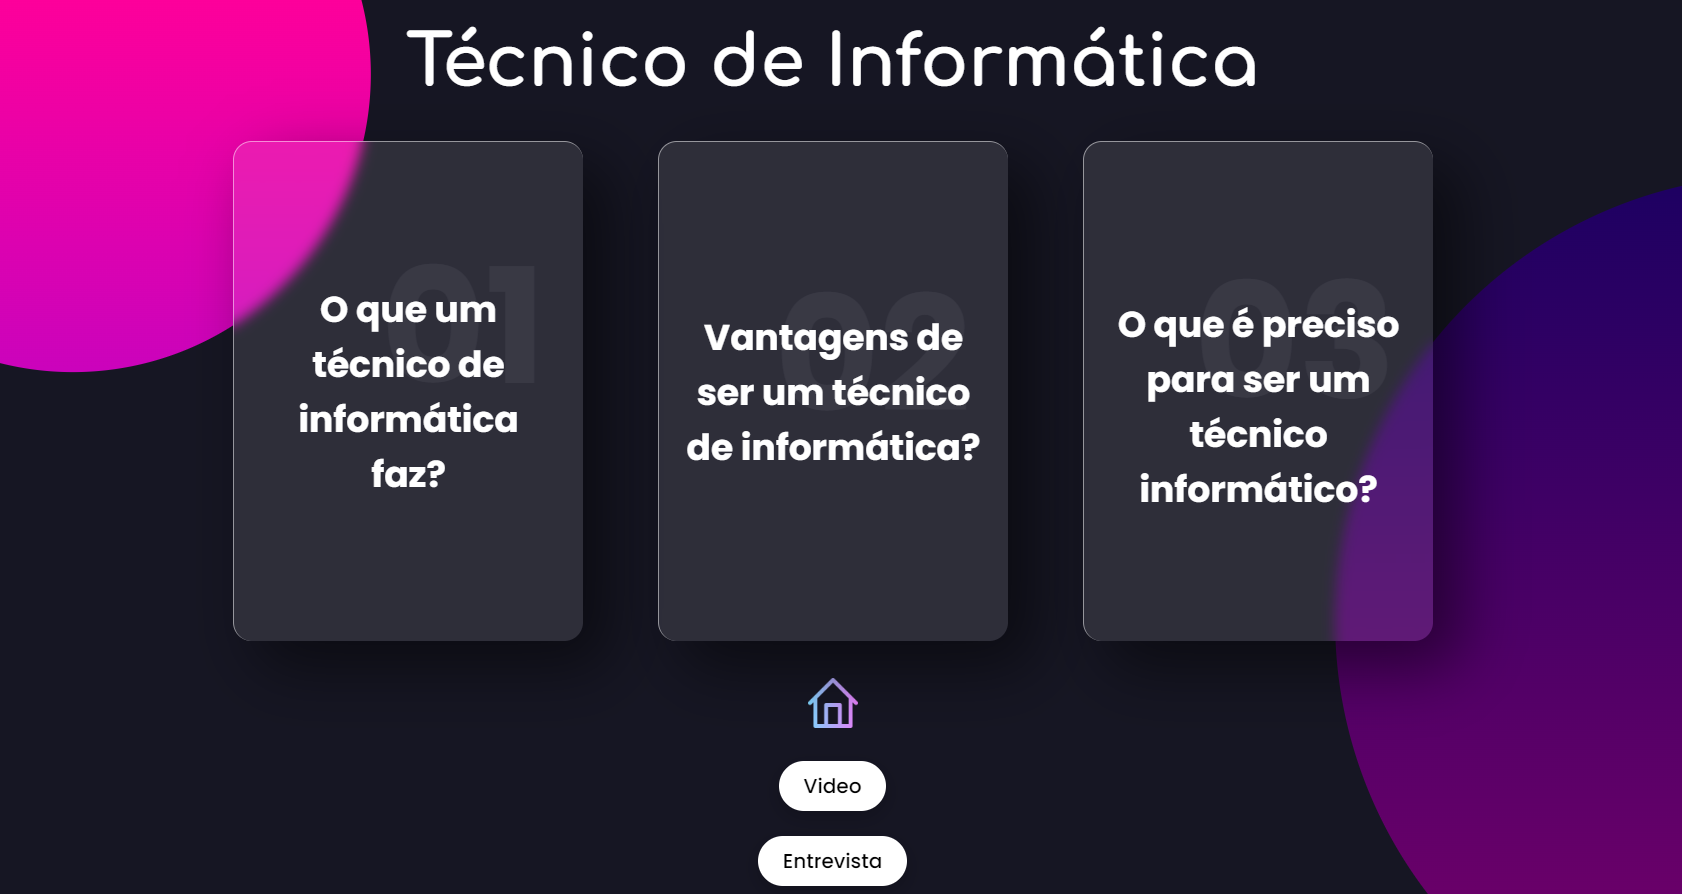 Técnico de Informática
01
O que um
técnico de
informática
faz?
02
Vantagens de
ser um técnico
de informática?
03
O que é preciso
para ser um
técnico
informático?
Video
Entrevista